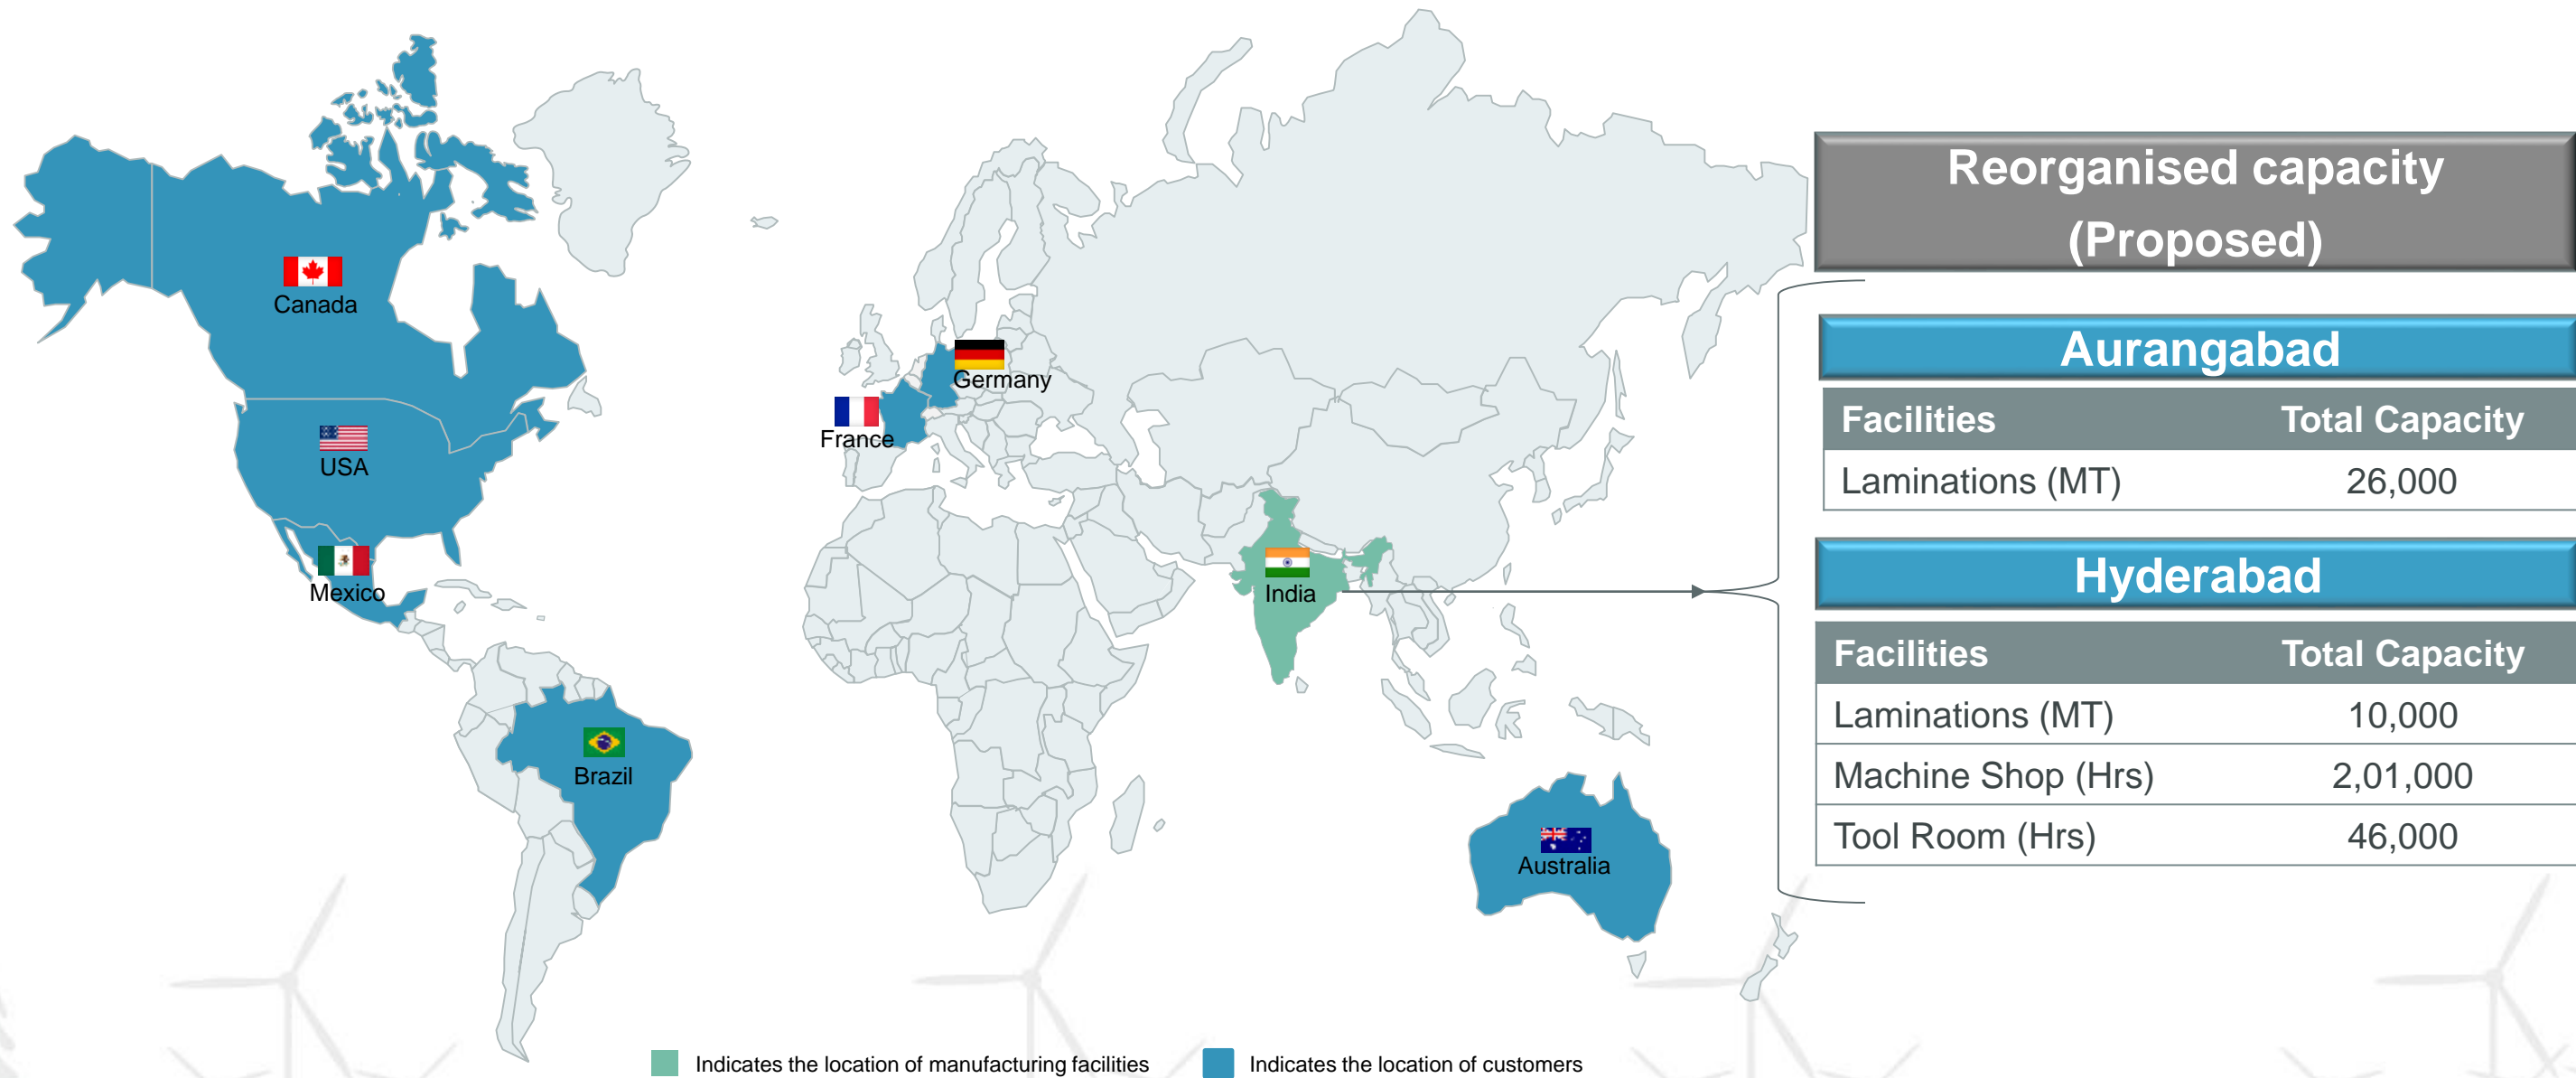 Canada
USA
Mexico
Brazil
France
Germany
India
Australia
Reorganised capacity
(Proposed)
Aurangabad
Facilities Total Capacity
Laminations (MT) 26,000
Hyderabad
Facilities Total Capacity
Laminations (MT) 10,000
Machine Shop (Hrs) 2,01,000
Tool Room (Hrs) 46,000
Indicates the location of manufacturing facilities Indicates the location of customers